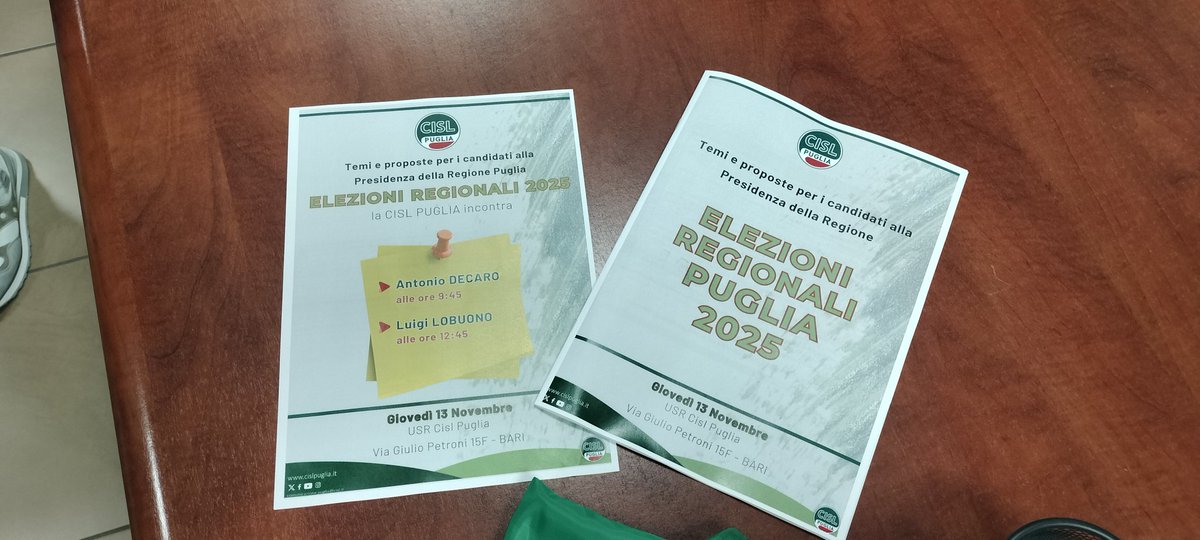 CISL
PUGLIA
Temi e proposte per i candidati alla
Presidenza della Regione Puglia
ELEZIONI REGIONALI 2025
la CISL PUGLIA incontra
Antonio DECARO
alle ore 9:45
Luigi LOBUONO
alle ore 12:45
Giovedì 13 Novembre
USR Cisl Puglia
Via Giulio Petroni 15F - BARI
www.cislpuglia.it
CISL
PUGLIA
CISL
PUGLIA
Temi e proposte per i candidati alla
Presidenza della Regione
ELEZIONI
REGIONALI
PUGLIA
2025
Giovedì 13 Novembre
USR Cisl Puglia
Via Giulio Petroni 15F - BARI
www.cislpuglia.it
CISL
PUGLIA